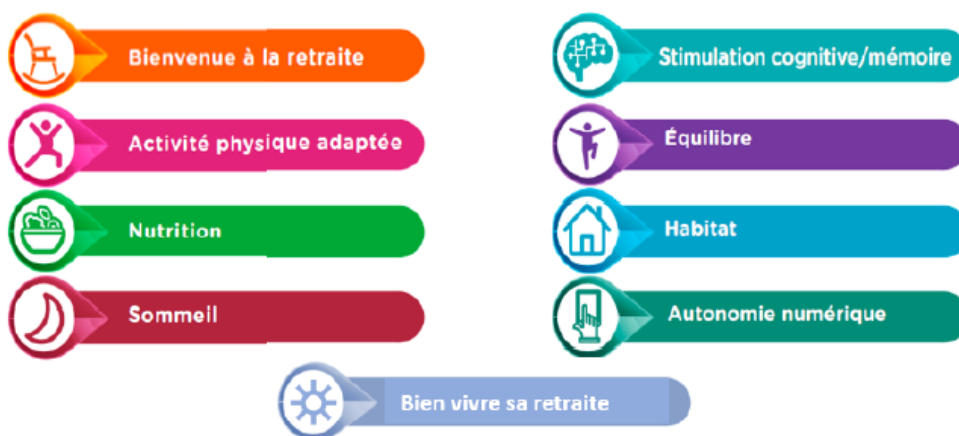 Bienvenue à la retraite
Stimulation cognitive/mémoire
Activité physique adaptée
Équilibre
Nutrition
Habitat
Sommeil
Autonomie numérique
Bien vivre sa retraite